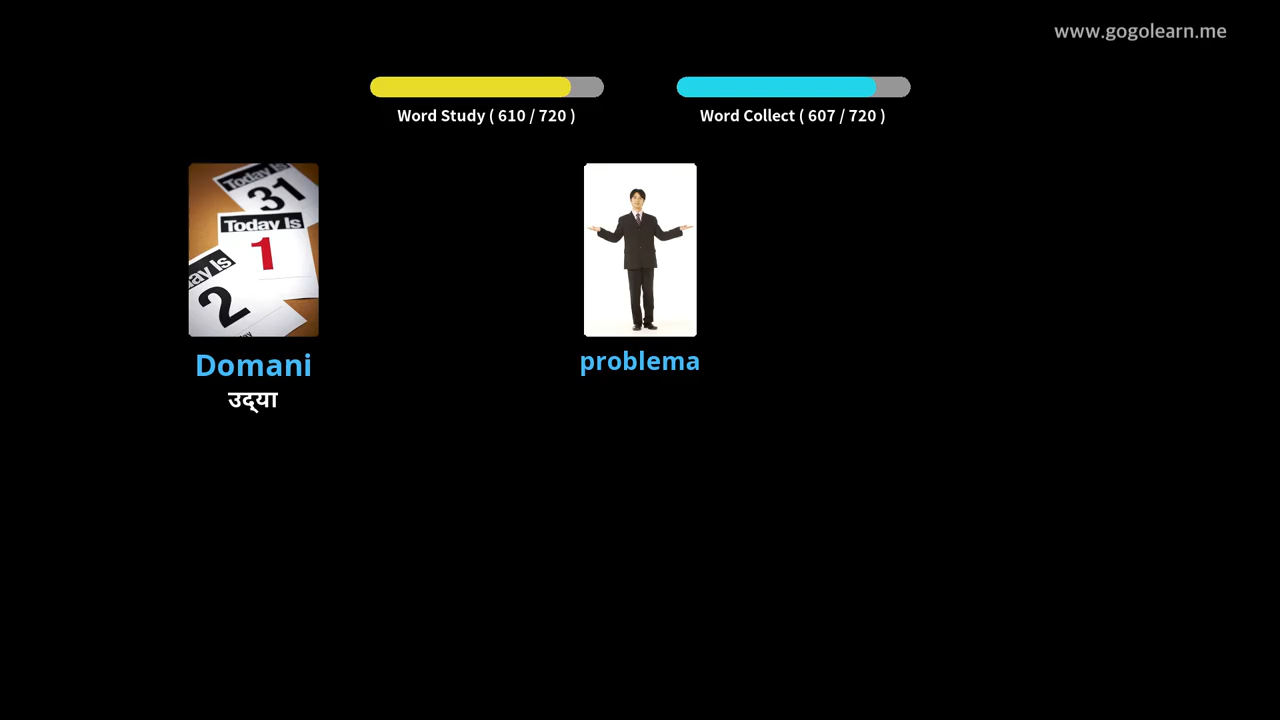 www.gogolearn.me
Word Study ( 610 / 720 )
Word Collect ( 607 / 720 )
Today Is
31
Today Is
1
ay Is
2
Domani
उद्या
problema